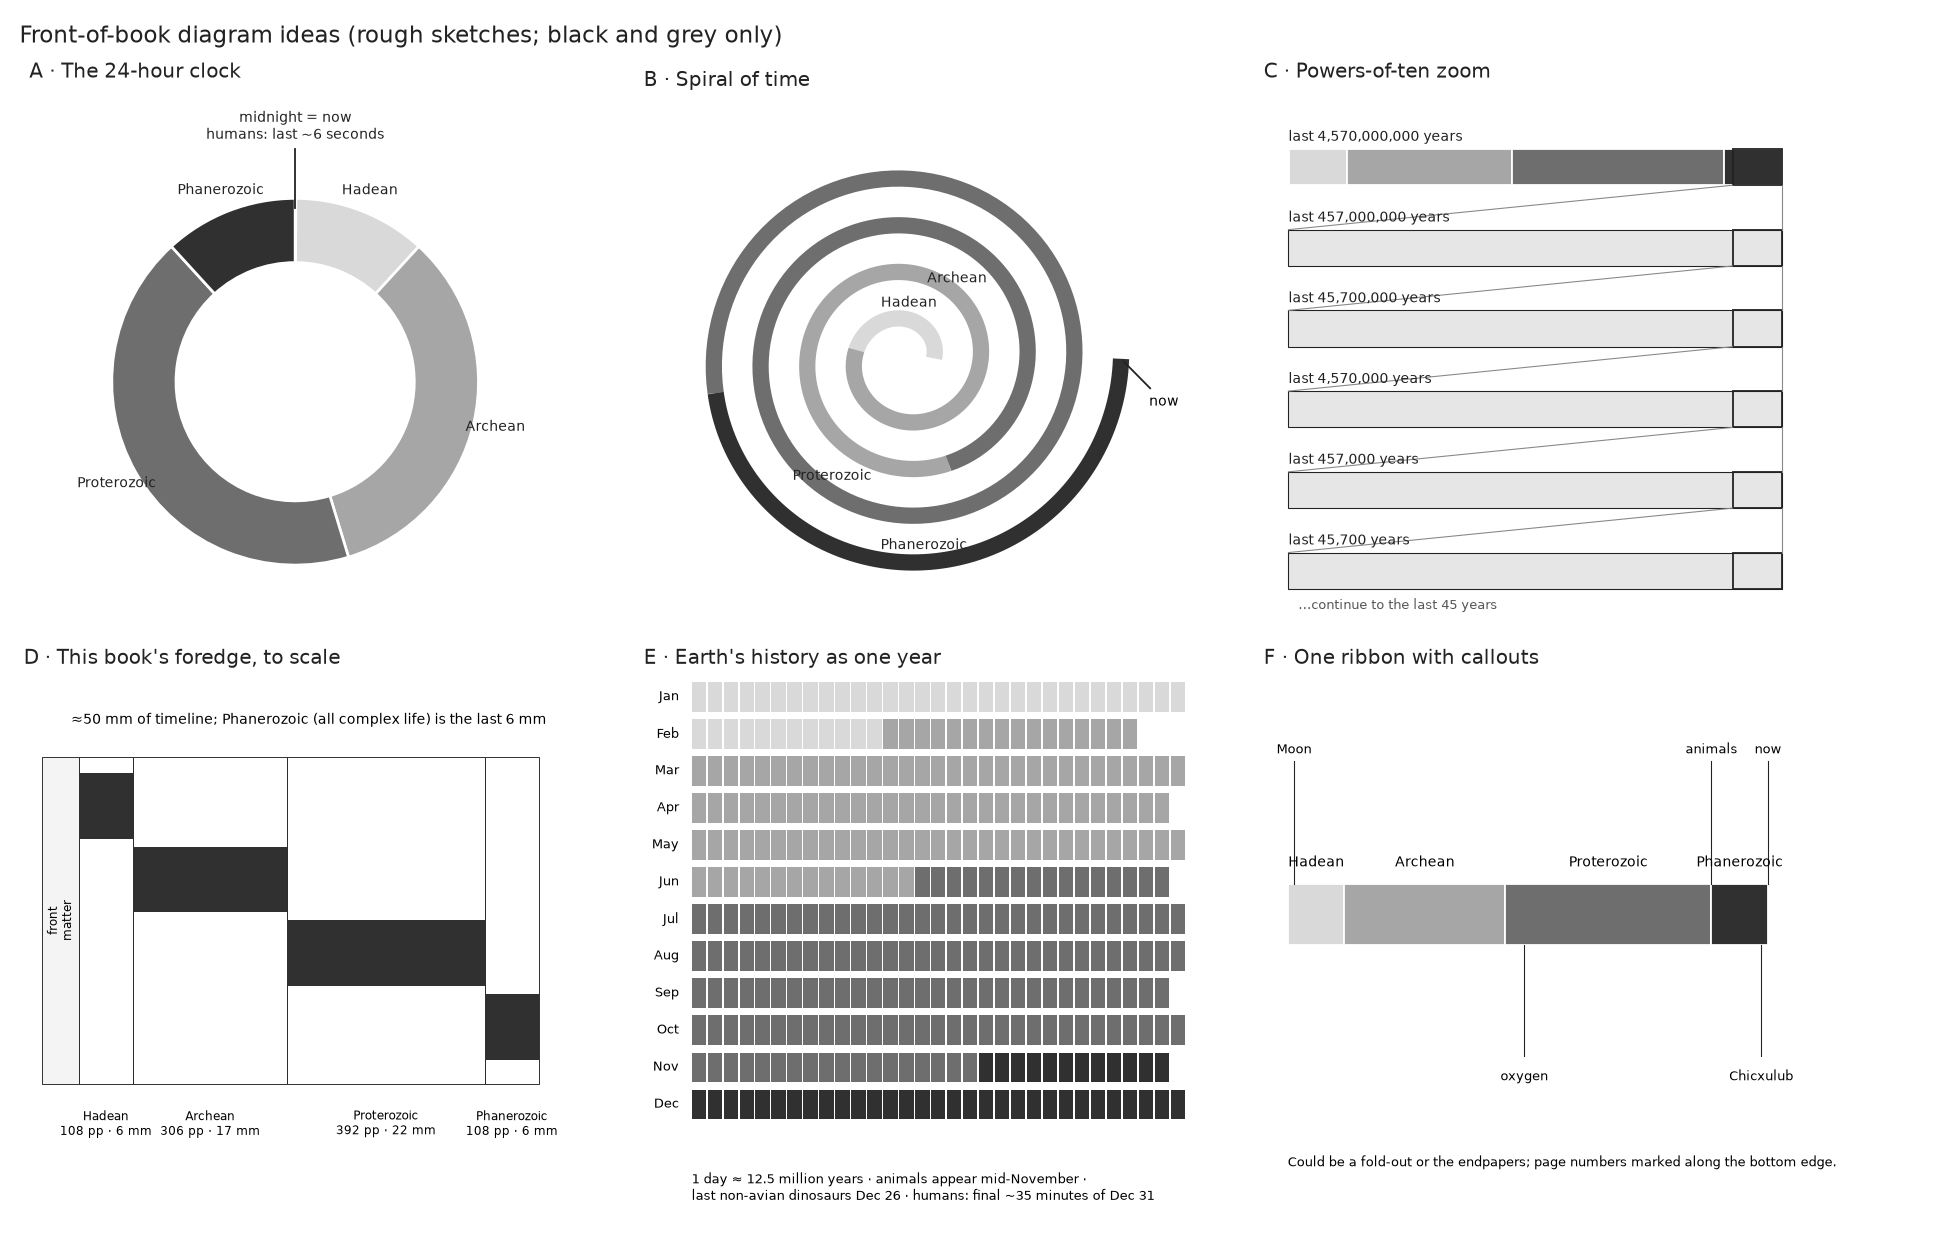 Front-of-book diagram ideas (rough sketches; black and grey only)
A · The 24-hour clock
midnight = now
humans: last ~6 seconds
Phanerozoic
Hadean
Archean
Proterozoic
B · Spiral of time
Archean
Hadean
now
Proterozoic
Phanerozoic
C · Powers-of-ten zoom
last 4,570,000,000 years
last 457,000,000 years
last 45,700,000 years
last 4,570,000 years
last 457,000 years
last 45,700 years
...continue to the last 45 years
D · This book's foredge, to scale
≈50 mm of timeline; Phanerozoic (all complex life) is the last 6 mm
front
matter
Hadean
108 pp · 6 mm
Archean
306 pp · 17 mm
Proterozoic
392 pp · 22 mm
Phanerozoic
108 pp · 6 mm
E · Earth's history as one year
Jan
Feb
Mar
Apr
May
Jun
Jul
Aug
Sep
Oct
Nov
Dec
1 day ≈ 12.5 million years · animals appear mid-November ·
last non-avian dinosaurs Dec 26 · humans: final ~35 minutes of Dec 31
F · One ribbon with callouts
Moon
animals
now
Hadean
Archean
Proterozoic
Phanerozoic
oxygen
Chicxulub
Could be a fold-out or the endpapers; page numbers marked along the bottom edge.